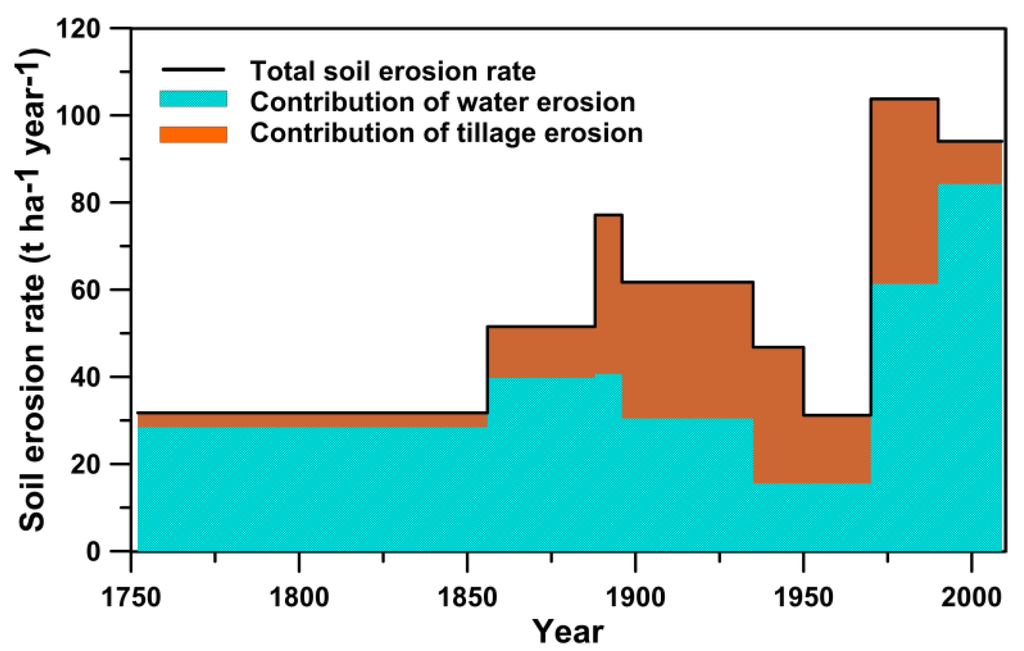 Soil erosion rate (t ha-1 year-1)
120
100
80
60
40
20
0
Total soil erosion rate
Contribution of water erosion
Contribution of tillage erosion
1750 1800 1850 1900 1950 2000
Year